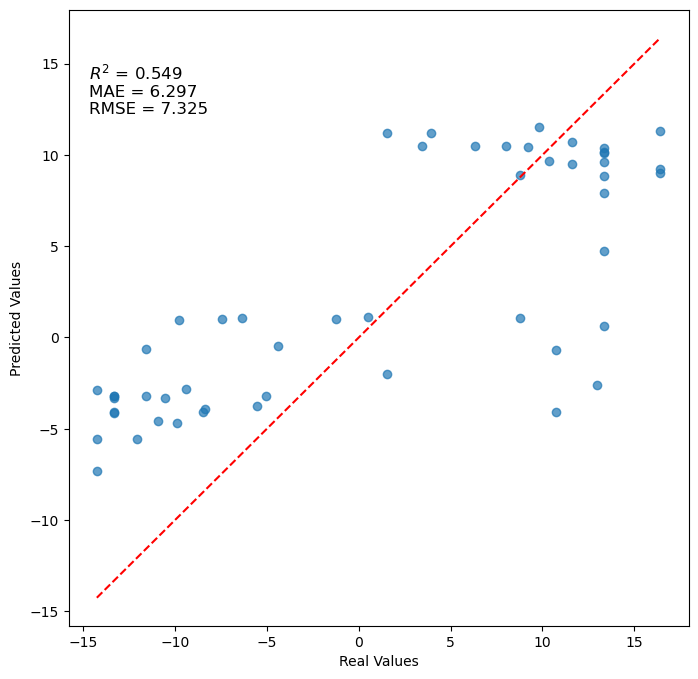 R² = 0.549
MAE = 6.297
RMSE = 7.325
Predicted Values
15
10
5
0
−5
−10
−15
−15 −10 −5 0 5 10 15
Real Values